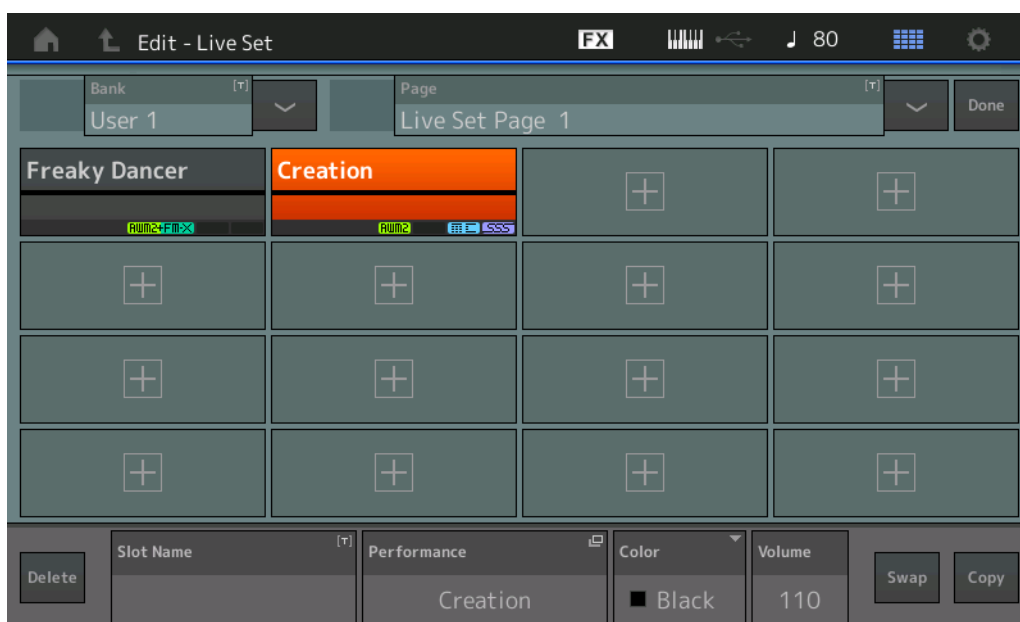 Edit - Live Set FX 80
Bank [T] Page [T]
User 1 Live Set Page 1 Done
Freaky Dancer Creation
AWM2+FM-X AWM2 SSS
Slot Name [T] Performance Color Volume
Delete Swap Copy
Creation Black 110